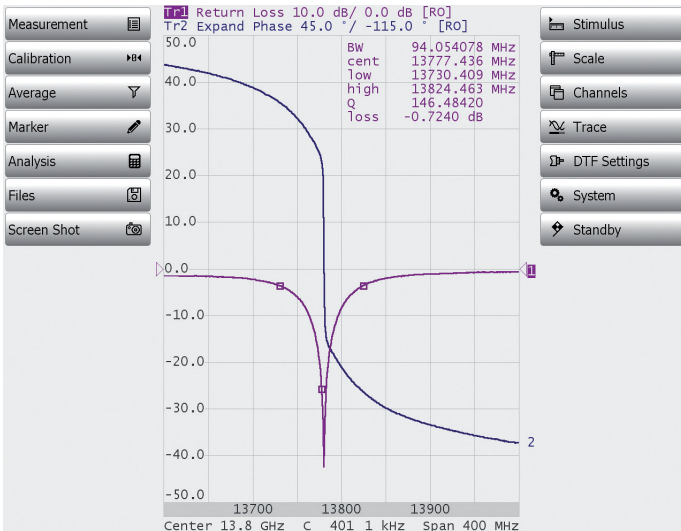 Measurement
Calibration
Average
Marker
Analysis
Files
Screen Shot
Tr1 Return Loss 10.0 dB/ 0.0 dB [RO]
Tr2 Expand Phase 45.0 °/ -115.0 ° [RO]
BW 94.054078 MHz
cent 13777.436 MHz
low 13730.409 MHz
high 13824.463 MHz
Q 146.48420
loss -0.7240 dB
50.0
40.0
30.0
20.0
10.0
0.0
-10.0
-20.0
-30.0
-40.0
-50.0
1
2
13700 13800 13900
Center 13.8 GHz C 401 1 kHz Span 400 MHz
Stimulus
Scale
Channels
Trace
DTF Settings
System
Standby